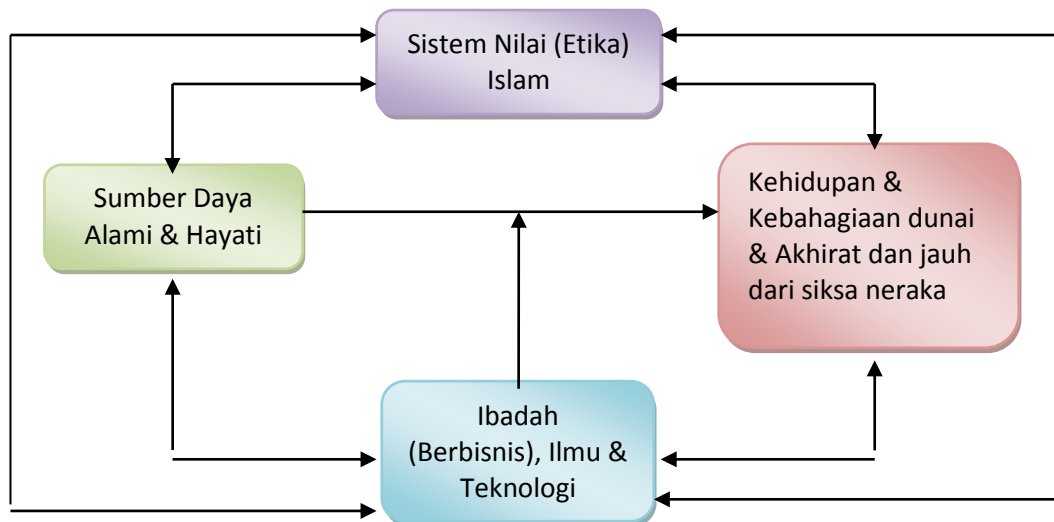 Sistem Nilai (Etika)
Islam
Sumber Daya
Alami & Hayati
Kehidupan &
Kebahagiaan dunai
& Akhirat dan jauh
dari siksa neraka
Ibadah
(Berbisnis), Ilmu &
Teknologi